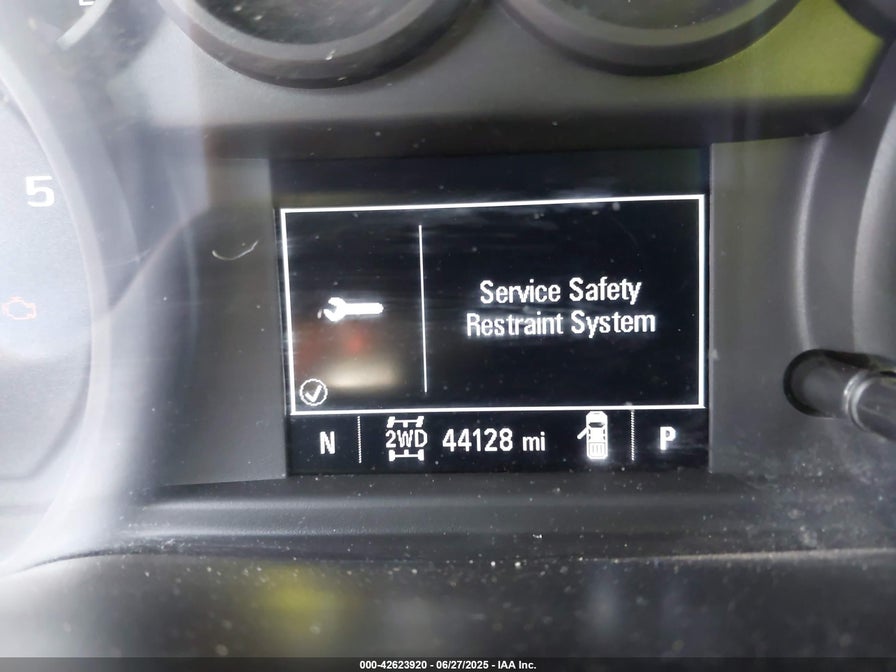 5
Service Safety
Restraint System
N 2WD 44128 mi P
000-42623920 - 06/27/2025 - IAA Inc.